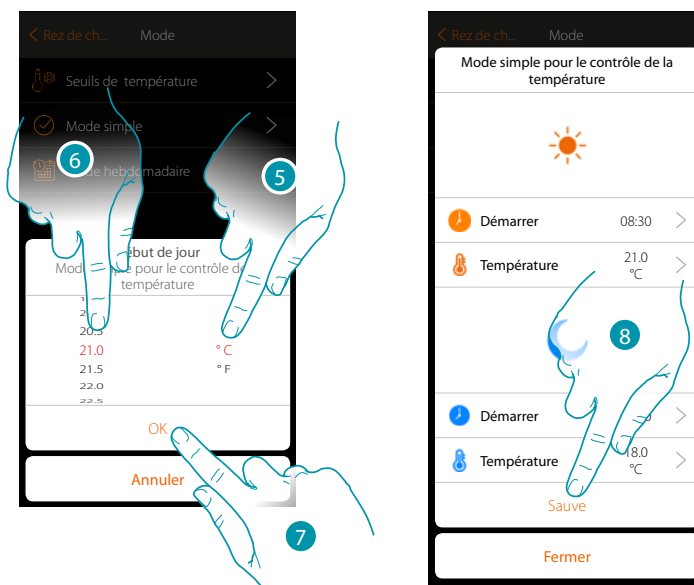 Rez de ch... Mode
Seuils de température
Mode simple
hebdomadaire
6
5
ébut de jour
Mod ple pour le contrôle de
température
20.5
21.0 ° C
21.5 ° F
22.0
22.5
OK
Annuler
7
Rez de ch... Mode
Mode simple pour le contrôle de la
température
Démarrer 08:30
Température 21.0
°C
8
Démarrer
Température 18.0
°C
Sauve
Fermer